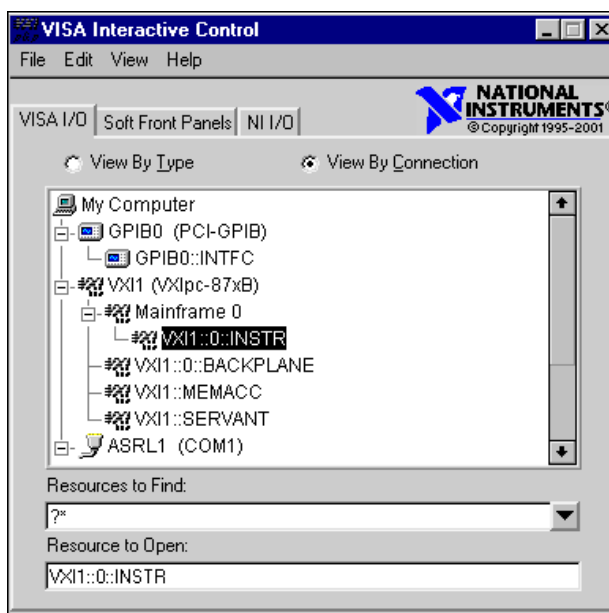 VISA Interactive Control
File Edit View Help
NATIONAL
INSTRUMENTS®
© Copyright 1995-2001
VISA I/O Soft Front Panels NI I/O
View By Type View By Connection
My Computer
GPIB0 (PCI-GPIB)
GPIB0::INTFC
VXI1 (VXIpc-87xB)
Mainframe 0
VXI1::0::INSTR
VXI1::0::BACKPLANE
VXI1::MEMACC
VXI1::SERVANT
ASRL1 (COM1)
Resources to Find:
?*
Resource to Open:
VXI1::0::INSTR